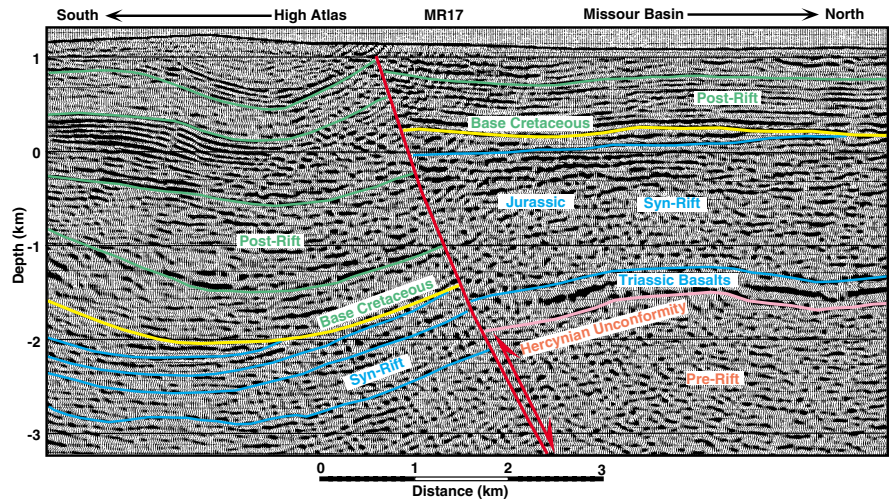 South High Atlas MR17 Missour Basin North
1
0
-1
-2
-3
Depth (km)
Post-Rift
Base Cretaceous
Jurassic Syn-Rift
Post-Rift
Triassic Basalts
Base Cretaceous
Hercynian Unconformity
Syn-Rift
Pre-Rift
0 1 2 3
Distance (km)